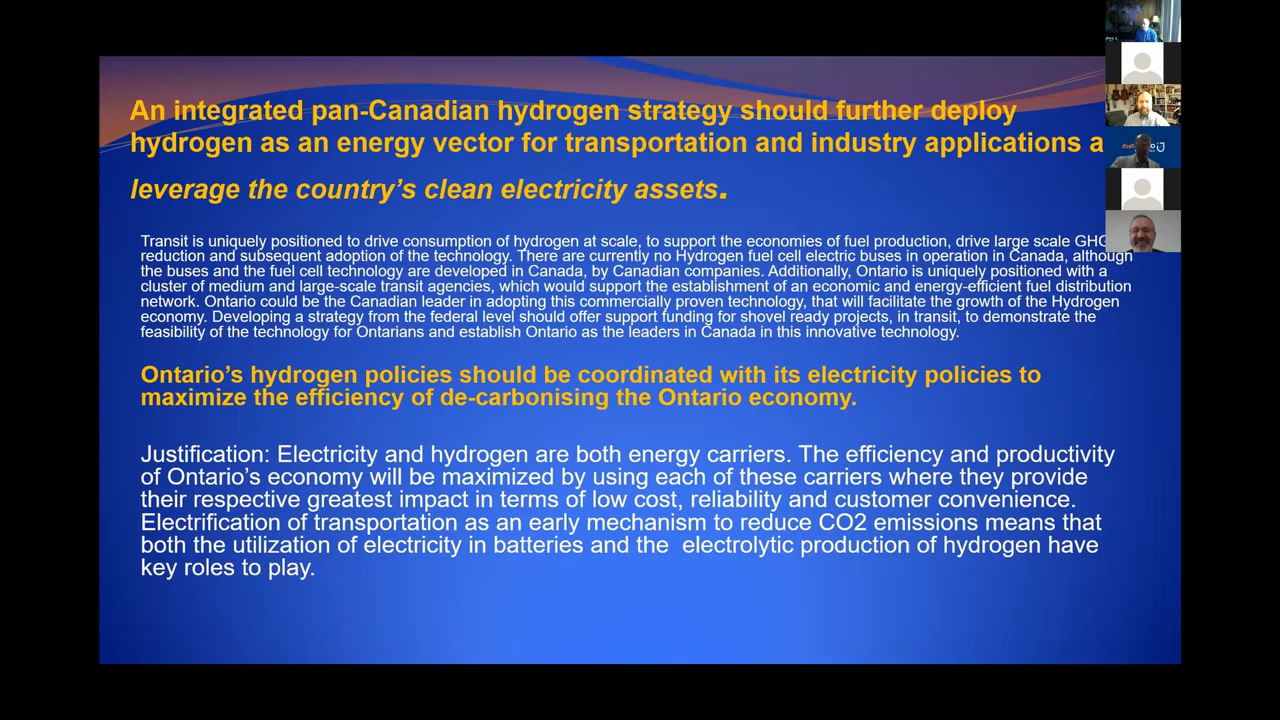 An integrated pan-Canadian hydrogen strategy should further deploy
hydrogen as an energy vector for transportation and industry applications a
leverage the country's clean electricity assets.
Transit is uniquely positioned to drive consumption of hydrogen at scale, to support the economies of fuel production, drive large scale GHG
reduction and subsequent adoption of the technology. There are currently no Hydrogen fuel cell electric buses in operation in Canada, although
the buses and the fuel cell technology are developed in Canada, by Canadian companies. Additionally, Ontario is uniquely positioned with a
cluster of medium and large-scale transit agencies, which would support the establishment of an economic and energy-efficient fuel distribution
network. Ontario could be the Canadian leader in adopting this commercially proven technology, that will facilitate the growth of the Hydrogen
economy. Developing a strategy from the federal level should offer support funding for shovel ready projects, in transit, to demonstrate the
feasibility of the technology for Ontarians and establish Ontario as the leaders in Canada in this innovative technology.
Ontario's hydrogen policies should be coordinated with its electricity policies to
maximize the efficiency of de-carbonising the Ontario economy.
Justification: Electricity and hydrogen are both energy carriers. The efficiency and productivity
of Ontario's economy will be maximized by using each of these carriers where they provide
their respective greatest impact in terms of low cost, reliability and customer convenience.
Electrification of transportation as an early mechanism to reduce CO2 emissions means that
both the utilization of electricity in batteries and the  electrolytic production of hydrogen have
key roles to play.